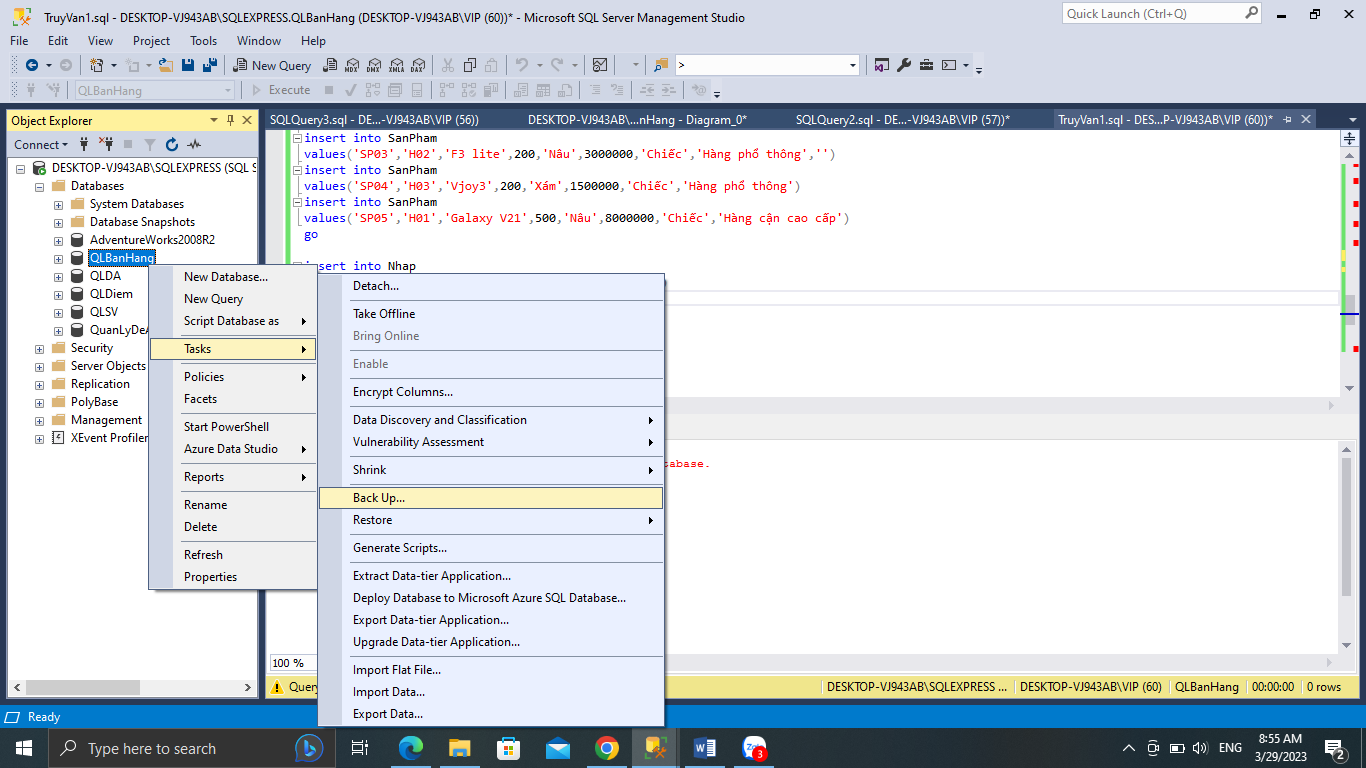 TruyVan1.sql - DESKTOP-VJ943AB\SQLEXPRESS.QLBanHang (DESKTOP-VJ943AB\VIP (60))* - Microsoft SQL Server Management Studio
Quick Launch (Ctrl+Q)
File Edit View Project Tools Window Help
New Query MDX DMX XMLA DAX >
QLBanHang Execute
Object Explorer
SQLQuery3.sql - DE...-VJ943AB\VIP (56)) DESKTOP-VJ943AB\...nHang - Diagram_0* SQLQuery2.sql - DE...-VJ943AB\VIP (57))* TruyVan1.sql - DES...P-VJ943AB\VIP (60))*
Connect
DESKTOP-VJ943AB\SQLEXPRESS (SQL S
Databases
System Databases
Database Snapshots
AdventureWorks2008R2
QLBanHang
QLDA
QLDiem
QLSV
QuanLyDeA
Security
Server Objects
Replication
PolyBase
Management
XEvent Profiler
insert into SanPham
values('SP03','H02','F3 lite',200,'Nâu',3000000,'Chiếc','Hàng phổ thông','')
insert into SanPham
values('SP04','H03','Vjoy3',200,'Xám',1500000,'Chiếc','Hàng phổ thông')
insert into SanPham
values('SP05','H01','Galaxy V21',500,'Nâu',8000000,'Chiếc','Hàng cận cao cấp')
go
insert into Nhap
New Database...
New Query
Script Database as
Tasks
Policies
Facets
Start PowerShell
Azure Data Studio
Reports
Rename
Delete
Refresh
Properties
Detach...
Take Offline
Bring Online
Enable
Encrypt Columns...
Data Discovery and Classification
Vulnerability Assessment
Shrink
Back Up...
Restore
Generate Scripts...
Extract Data-tier Application...
Deploy Database to Microsoft Azure SQL Database...
Export Data-tier Application...
Upgrade Data-tier Application...
Import Flat File...
Import Data...
Export Data...
tabase.
100 %
Query
DESKTOP-VJ943AB\SQLEXPRESS ... DESKTOP-VJ943AB\VIP (60) QLBanHang 00:00:00 0 rows
Ready
Type here to search
3
ENG
8:55 AM
3/29/2023
2